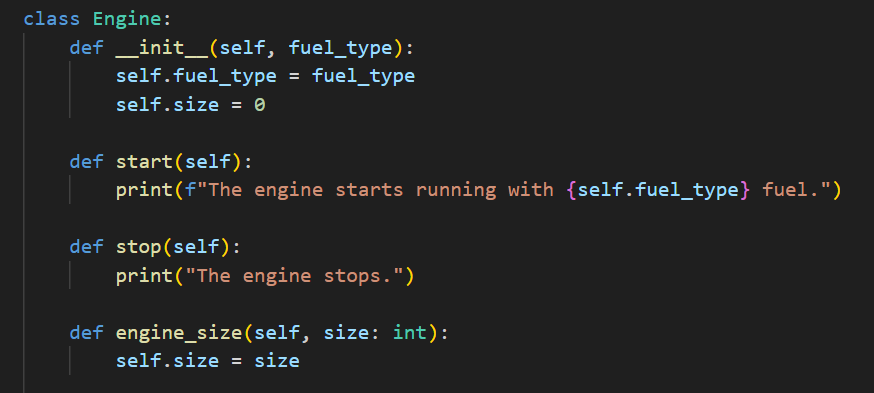 class Engine:
    def __init__(self, fuel_type):
        self.fuel_type = fuel_type
        self.size = 0

    def start(self):
        print(f"The engine starts running with {self.fuel_type} fuel.")

    def stop(self):
        print("The engine stops.")

    def engine_size(self, size: int):
        self.size = size